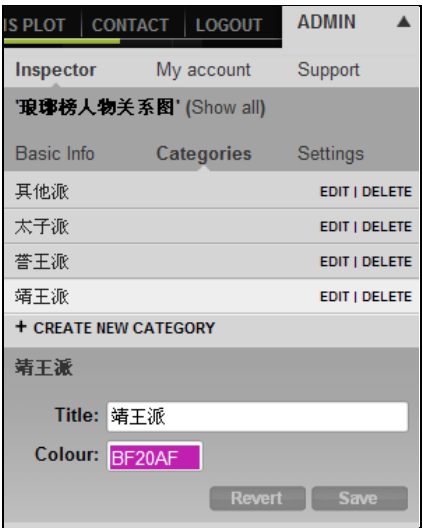 IS PLOT CONTACT LOGOUT ADMIN ▲
Inspector My account Support
'琅琊榜人物关系图' (Show all)
Basic Info Categories Settings
其他派 EDIT | DELETE
太子派 EDIT | DELETE
誉王派 EDIT | DELETE
靖王派 EDIT | DELETE
+ CREATE NEW CATEGORY
靖王派
Title: 靖王派
Colour: BF20AF
Revert Save